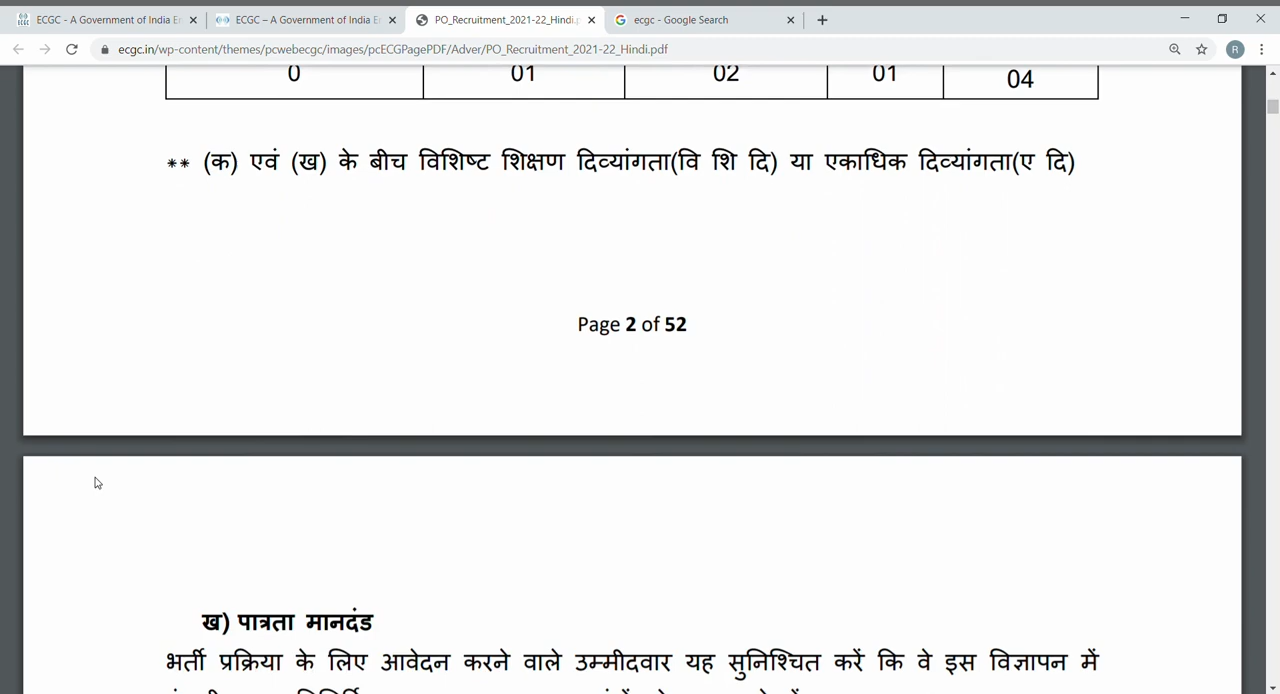 ECGC - A Government of India E
ECGC – A Government of India E
PO_Recruitment_2021-22_Hindi.p
ecgc - Google Search
ecgc.in/wp-content/themes/pcwebecgc/images/pcECGPagePDF/Adver/PO_Recruitment_2021-22_Hindi.pdf
R
0 01 02 01 04
** (क) एवं (ख) के बीच विशिष्ट शिक्षण दिव्यांगता(वि शि दि) या एकाधिक दिव्यांगता(ए दि)
Page 2 of 52
ख) पात्रता मानदंड
भर्ती प्रक्रिया के लिए आवेदन करने वाले उम्मीदवार यह सुनिश्चित करें कि वे इस विज्ञापन में